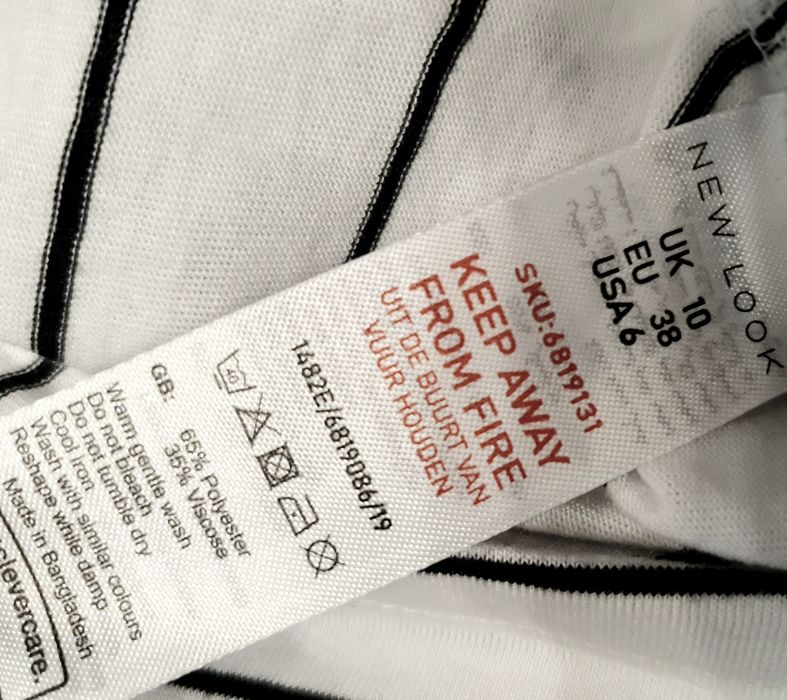 NEW LOOK
UK 10
EU 38
USA 6
SKU:6819131
KEEP AWAY
FROM FIRE
UIT DE BUURT VAN
VUUR HOUDEN
1482E/6819086/19
40
GB:
65% Polyester
35% Viscose
Warm gentle wash
Do not bleach
Do not tumble dry
Cool iron
Wash with similar colours
Reshape while damp
Made in Bangladesh
clevercare.